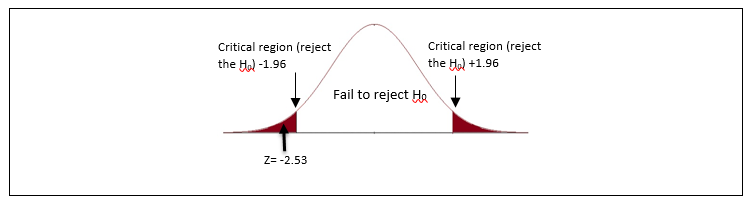 Critical region (reject
the H₀) -1.96
Critical region (reject
the H₀) +1.96
Fail to reject H₀
Z= -2.53